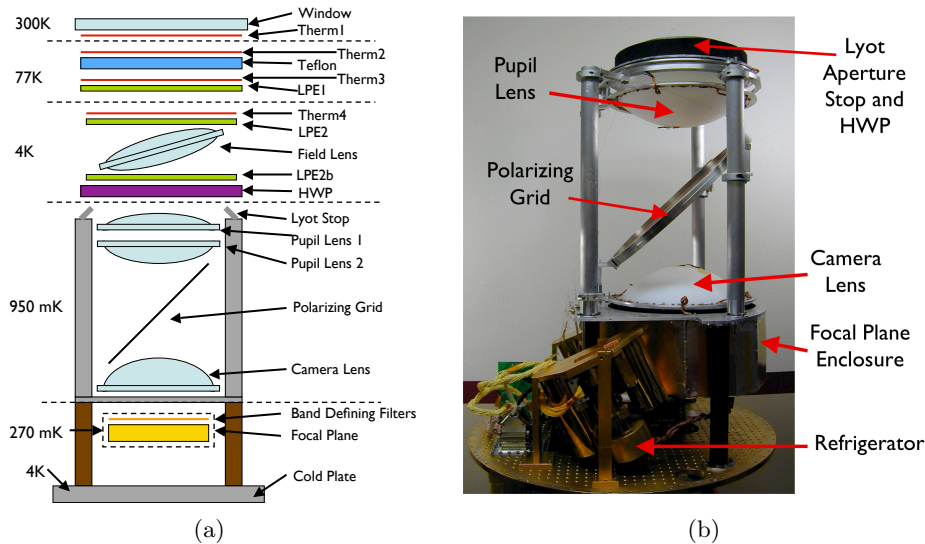 300K
Window
Therm1
77K
Therm2
Teflon
Therm3
LPE1
4K
Therm4
LPE2
Field Lens
LPE2b
HWP
950 mK
Lyot Stop
Pupil Lens 1
Pupil Lens 2
Polarizing Grid
Camera Lens
270 mK
Band Defining Filters
Focal Plane
4K
Cold Plate
(a)
Pupil
Lens
Lyot
Aperture
Stop and
HWP
Polarizing
Grid
Camera
Lens
Focal Plane
Enclosure
Refrigerator
(b)